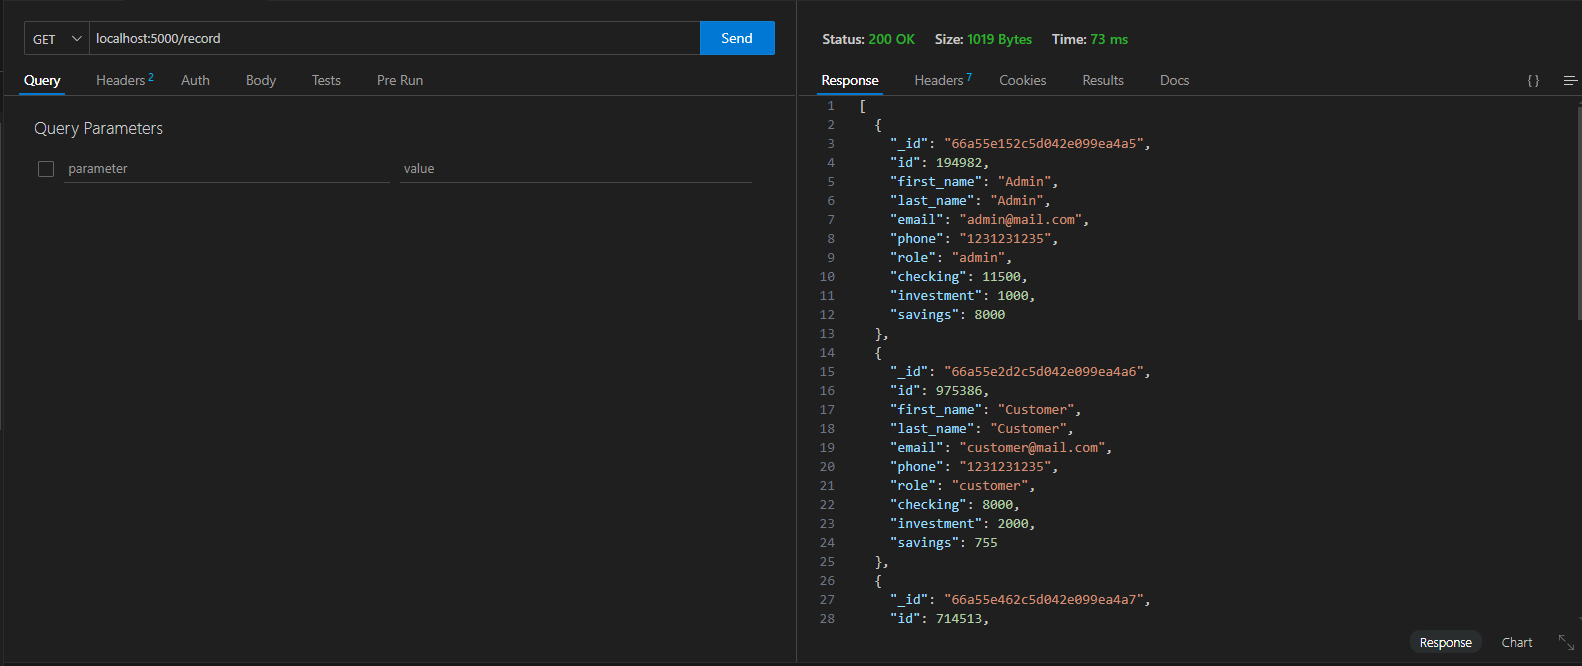 GET localhost:5000/record Send
Query Headers 2 Auth Body Tests Pre Run
Query Parameters
parameter value
Status: 200 OK Size: 1019 Bytes Time: 73 ms
Response Headers 7 Cookies Results Docs { }
1 [
2 {
3 "_id": "66a55e152c5d042e099ea4a5",
4 "id": 194982,
5 "first_name": "Admin",
6 "last_name": "Admin",
7 "email": "admin@mail.com",
8 "phone": "1231231235",
9 "role": "admin",
10 "checking": 11500,
11 "investment": 1000,
12 "savings": 8000
13 },
14 {
15 "_id": "66a55e2d2c5d042e099ea4a6",
16 "id": 975386,
17 "first_name": "Customer",
18 "last_name": "Customer",
19 "email": "customer@mail.com",
20 "phone": "1231231235",
21 "role": "customer",
22 "checking": 8000,
23 "investment": 2000,
24 "savings": 755
25 },
26 {
27 "_id": "66a55e462c5d042e099ea4a7",
28 "id": 714513,
Response Chart